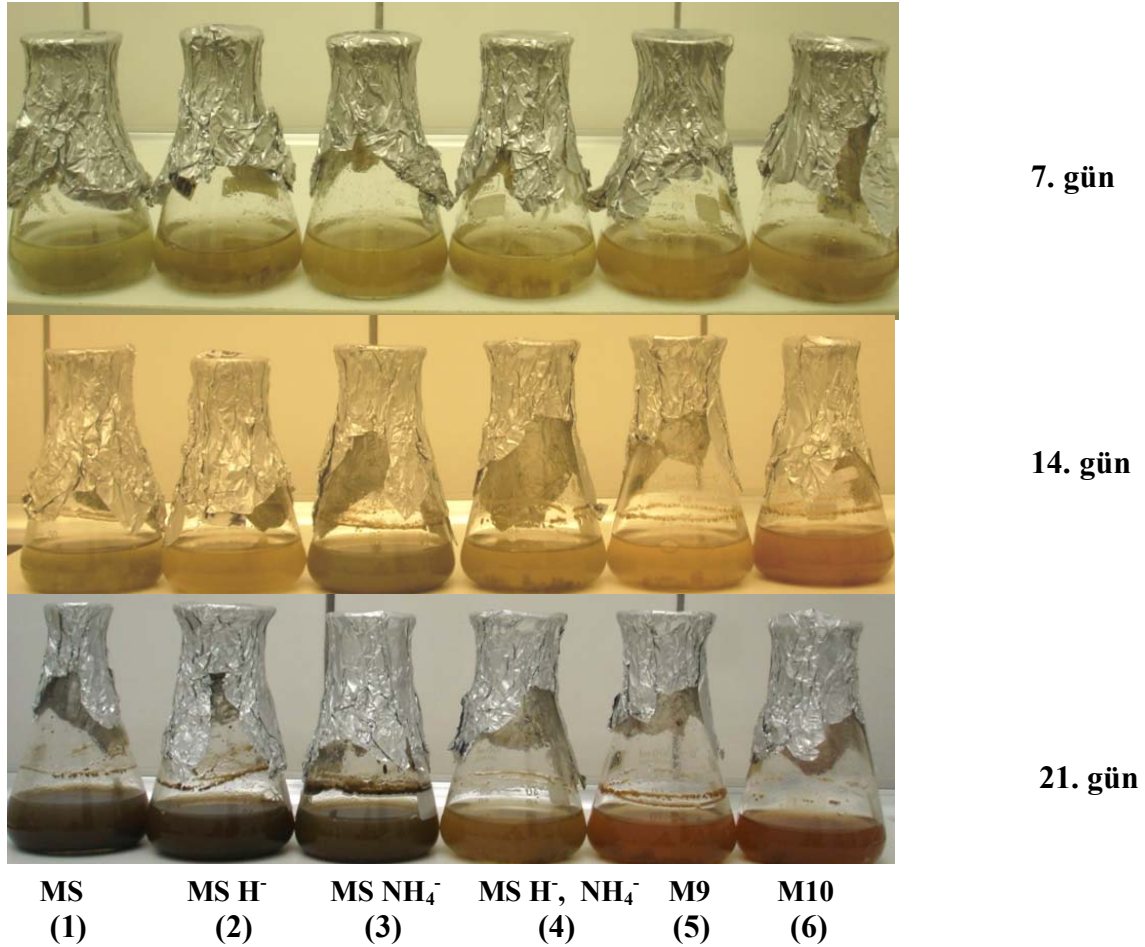 7. gün
14. gün
21. gün
MS MS H⁻ MS NH₄⁻ MS H⁻, NH₄⁻ M9 M10
(1) (2) (3) (4) (5) (6)